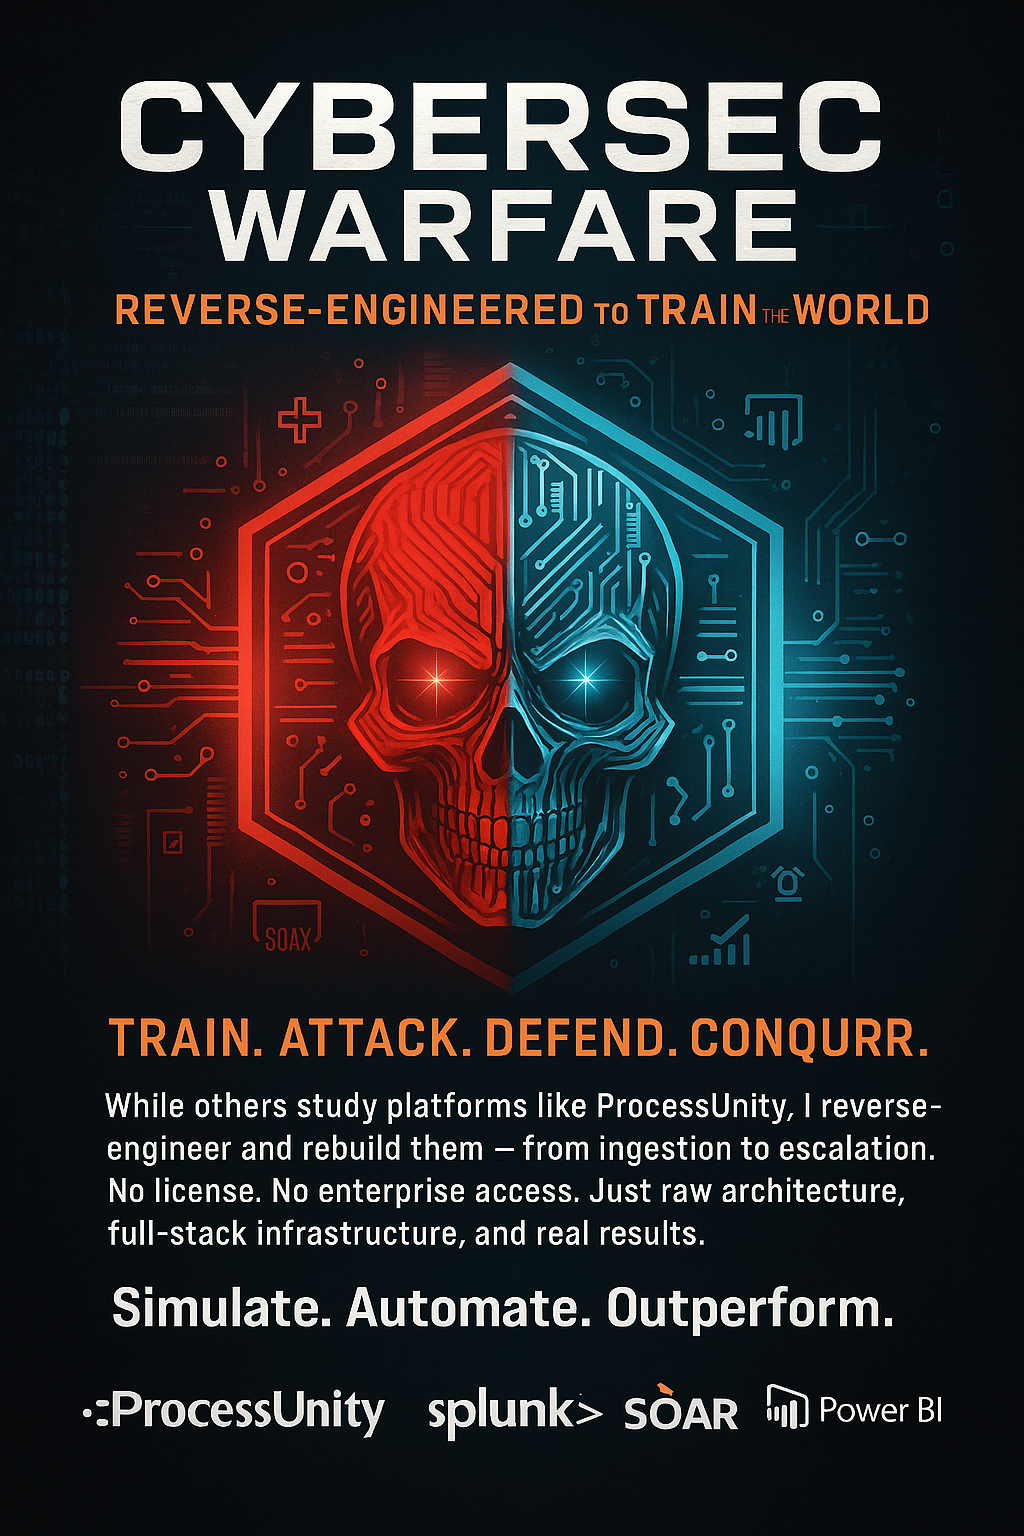 CYBERSEC
WARFARE
REVERSE-ENGINEERED TO TRAIN THE WORLD
SOAX
TRAIN. ATTACK. DEFEND. CONQURR.
While others study platforms like ProcessUnity, I reverse-
engineer and rebuild them – from ingestion to escalation.
No license. No enterprise access. Just raw architecture,
full-stack infrastructure, and real results.
Simulate. Automate. Outperform.
ProcessUnity splunk> SOAR Power BI